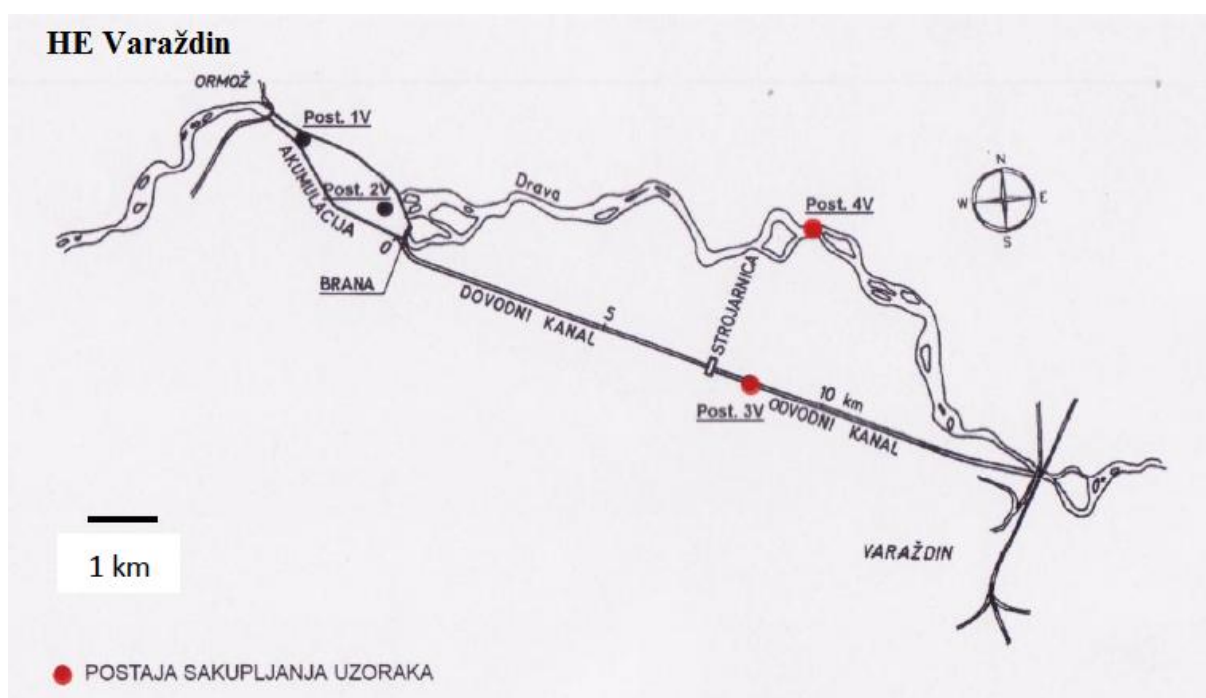 HE Varaždin
ORMOŽ
Post. 1V
AKUMULACIJA
Post. 2V
Drava
Post. 4V
N
W
E
S
0
BRANA
DOVODNI KANAL
5
STROJARNICA
10 km
Post. 3V
ODVODNI KANAL
1 km
VARAŽDIN
POSTAJA SAKUPLJANJA UZORAKA